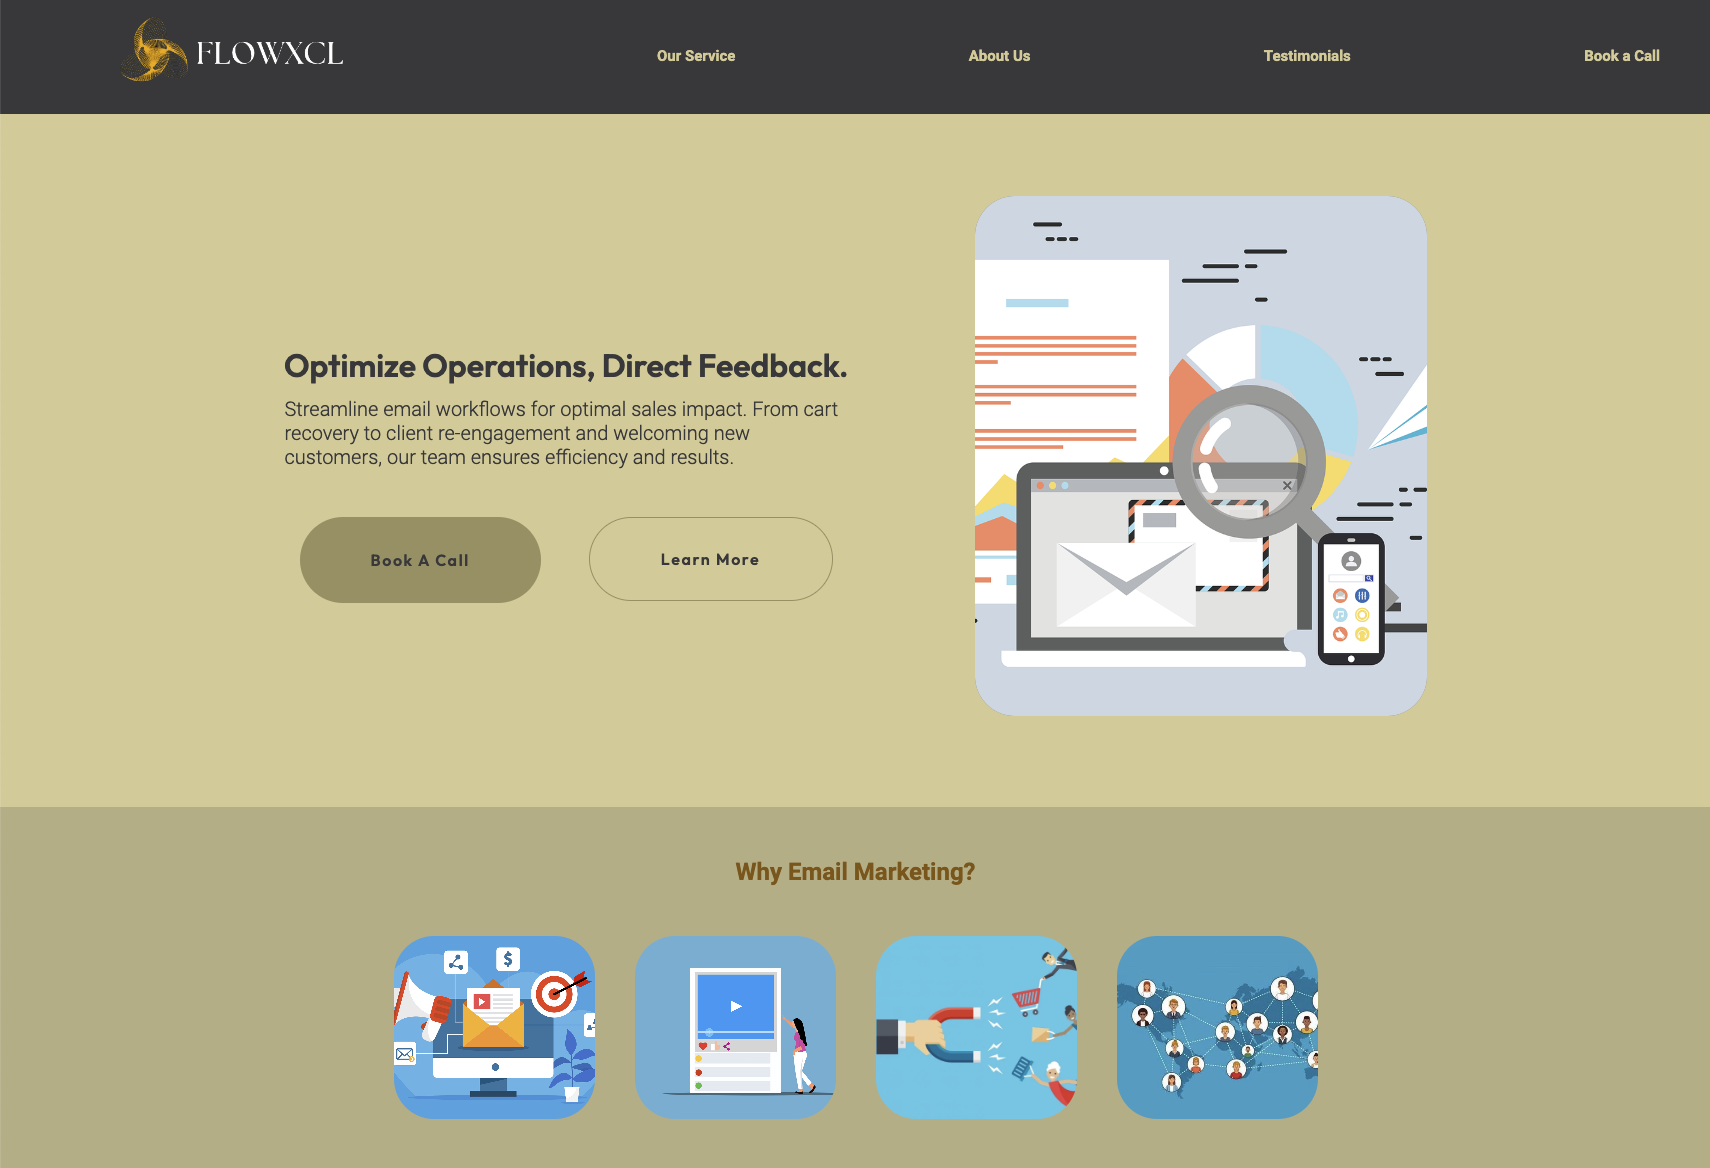 FLOWXCL
Our Service
About Us
Testimonials
Book a Call
Optimize Operations, Direct Feedback.
Streamline email workflows for optimal sales impact. From cart
recovery to client re-engagement and welcoming new
customers, our team ensures efficiency and results.
Book A Call
Learn More
Why Email Marketing?
$